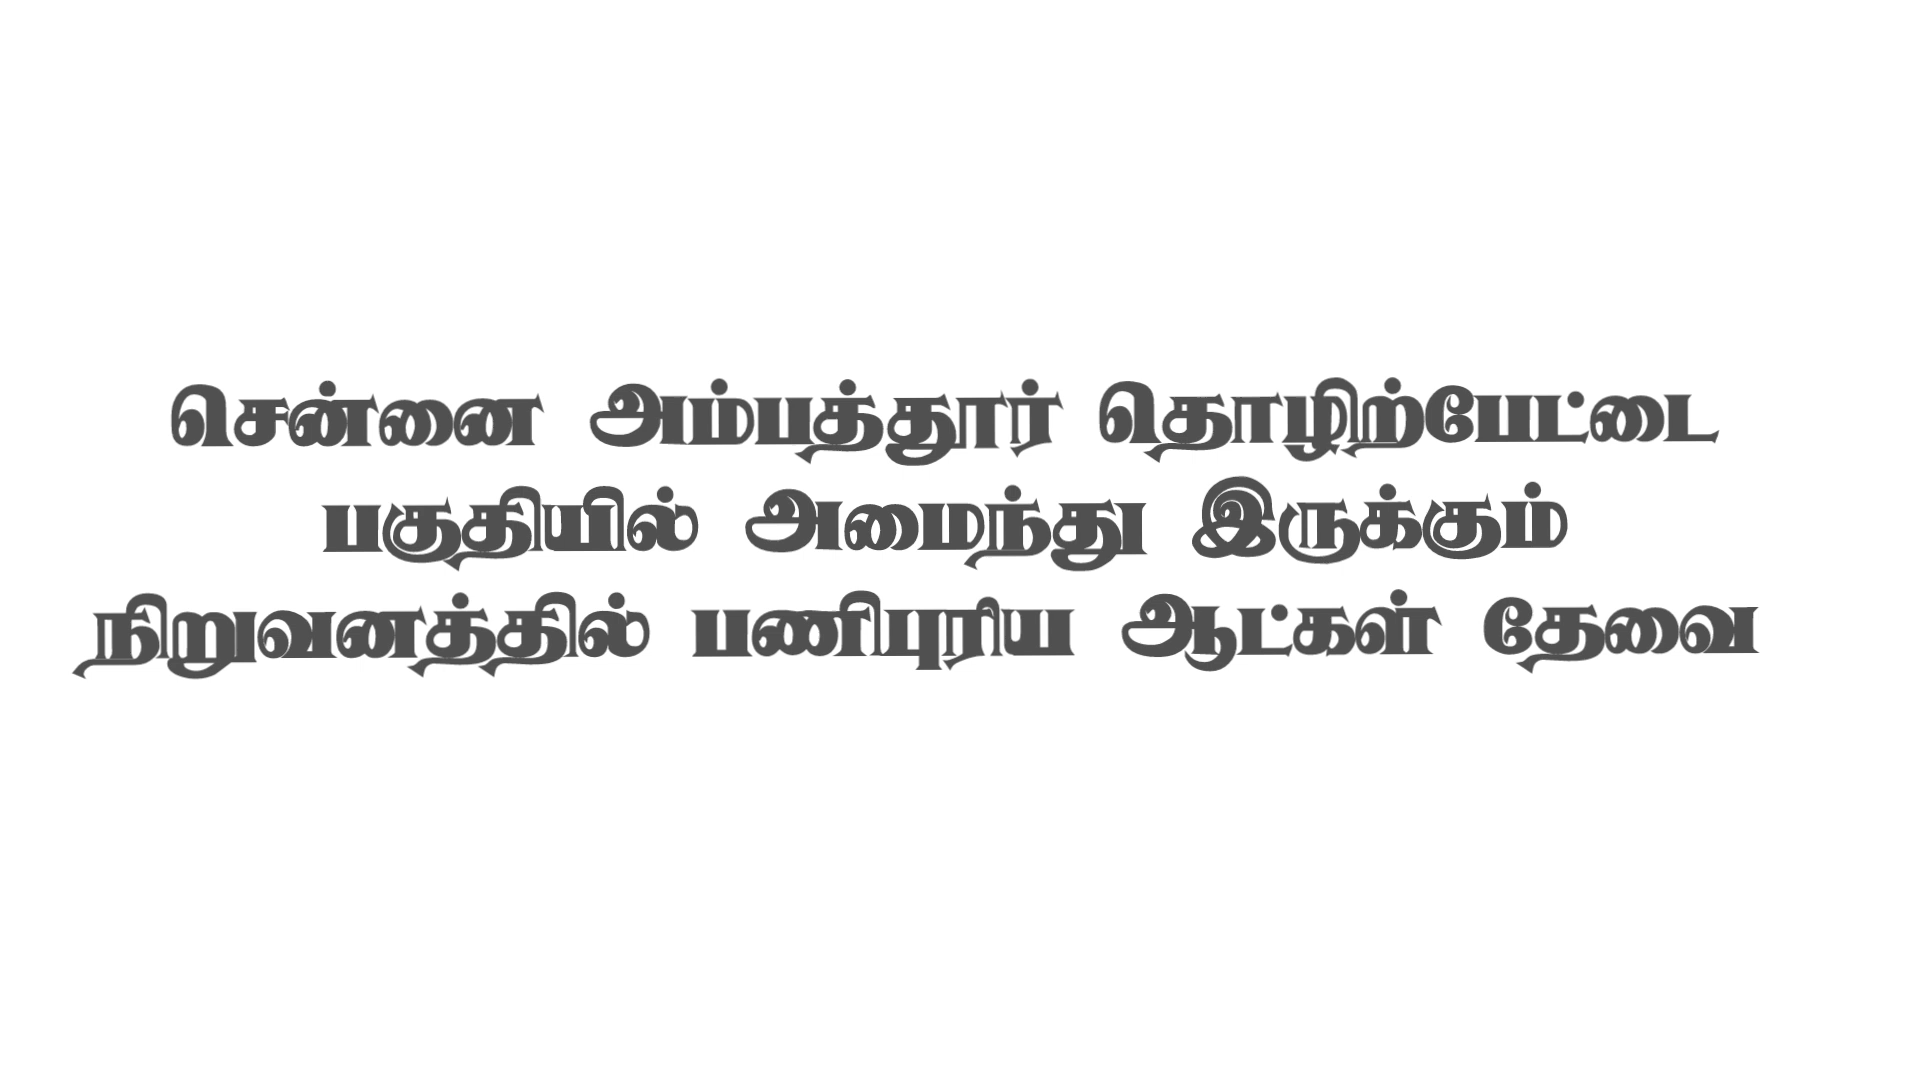 சென்னை அம்பத்தூர் தொழிற்பேட்டை
பகுதியில் அமைந்து இருக்கும்
நிறுவனத்தில் பணிபுரிய ஆட்கள் தேவை